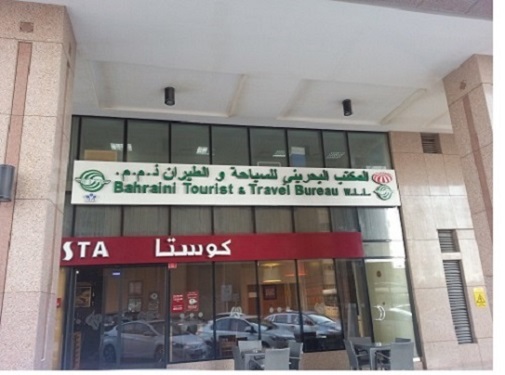 المكتب البحريني للسياحة و الطيران ذ.م.م.
Bahraini Tourist & Travel Bureau W.L.L.
STA كوستا